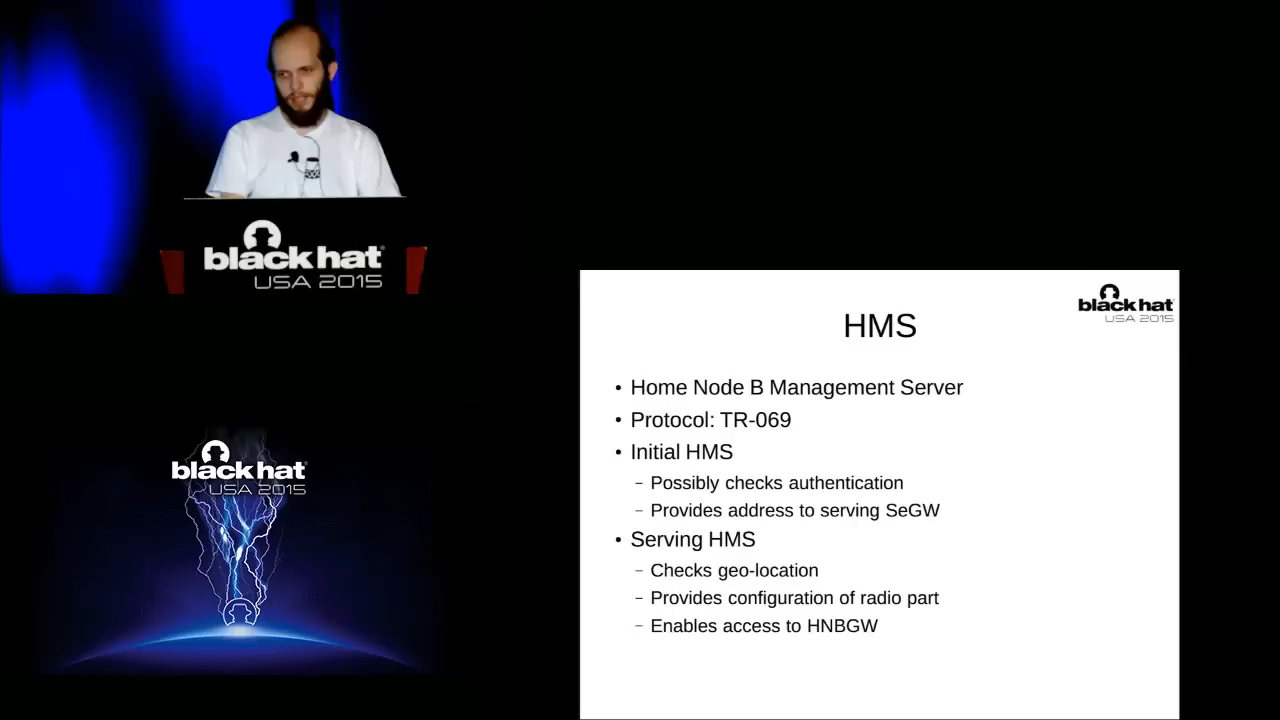 black hat
USA 2015
black hat
USA 2015
HMS
• Home Node B Management Server
• Protocol: TR-069
• Initial HMS
– Possibly checks authentication
– Provides address to serving SeGW
• Serving HMS
– Checks geo-location
– Provides configuration of radio part
– Enables access to HNBGW
black hat
USA 2015